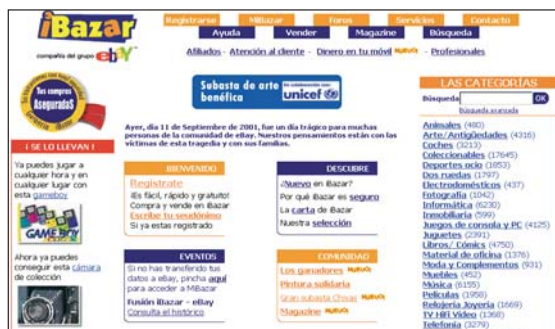 iBazar
compañía del grupo ebY
Registrarse MiBazar Foros Servicios Contacto
Ayuda Vender Magazine Búsqueda
Afiliados - Atención al cliente - Dinero en tu móvil NUEVO! - Profesionales
Tus compras
Aseguradas
Subasta de arte
benéfica
En colaboración con:
unicef
Ayer, día 11 de Septiembre de 2001, fue un día trágico para muchas
personas de la comunidad de eBay. Nuestros pensamientos están con las
víctimas de esta tragedia y con sus familias.
¡ SE LO LLEVAN !
Ya puedes jugar a
cualquier hora y en
cualquier lugar con
esta gameboy
GAME BOY
Ahora ya puedes
conseguir esta cámara
de colección
BIENVENIDO
Regístrate
¡Es fácil, rápido y gratuito!
Compra y vende en iBazar
Escribe tu seudónimo
Si ya estas registrado
DESCUBRE
¿Nuevo en iBazar?
Por qué iBazar es seguro
La carta de iBazar
Nuestra selección
EVENTOS
Si no has transferido tus
datos a eBay, pincha aquí
para acceder a MiBazar
Fusión iBazar - eBay
Consulta el histórico
COMUNIDAD
Los ganadores NUEVO!
Pintura solidaria
Gran subasta Chivas NUEVO!
Magazine NUEVO!
LAS CATEGORÍAS
Búsqueda OK
Búsqueda avanzada
Animales (480)
Arte/Antigüedades (4316)
Coches (3213)
Coleccionables (17645)
Deportes ocio (1853)
Dos ruedas (1797)
Electrodomésticos (437)
Fotografía (1042)
Informática (6230)
Inmobiliaria (599)
Juegos de consola y PC (4125)
Juguetes (2391)
Libros/ Cómics (4750)
Material de oficina (1376)
Moda y Complementos (931)
Muebles (452)
Música (6155)
Películas (1958)
Relojería Joyería (1669)
TV HiFi Video (1368)
Telefonía (3279)